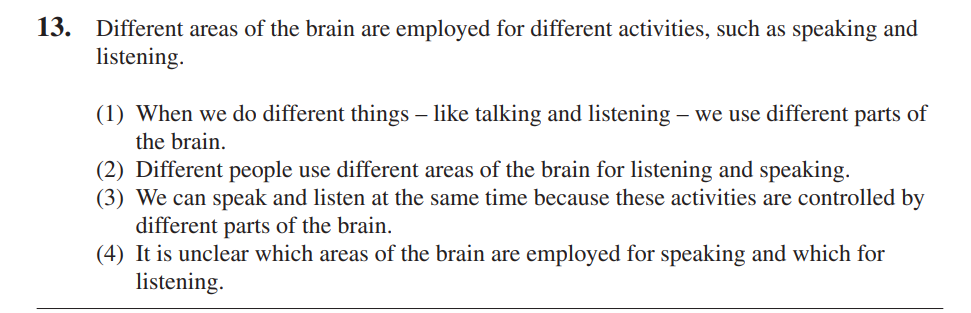 13. Different areas of the brain are employed for different activities, such as speaking and
listening.
(1) When we do different things – like talking and listening – we use different parts of
the brain.
(2) Different people use different areas of the brain for listening and speaking.
(3) We can speak and listen at the same time because these activities are controlled by
different parts of the brain.
(4) It is unclear which areas of the brain are employed for speaking and which for
listening.